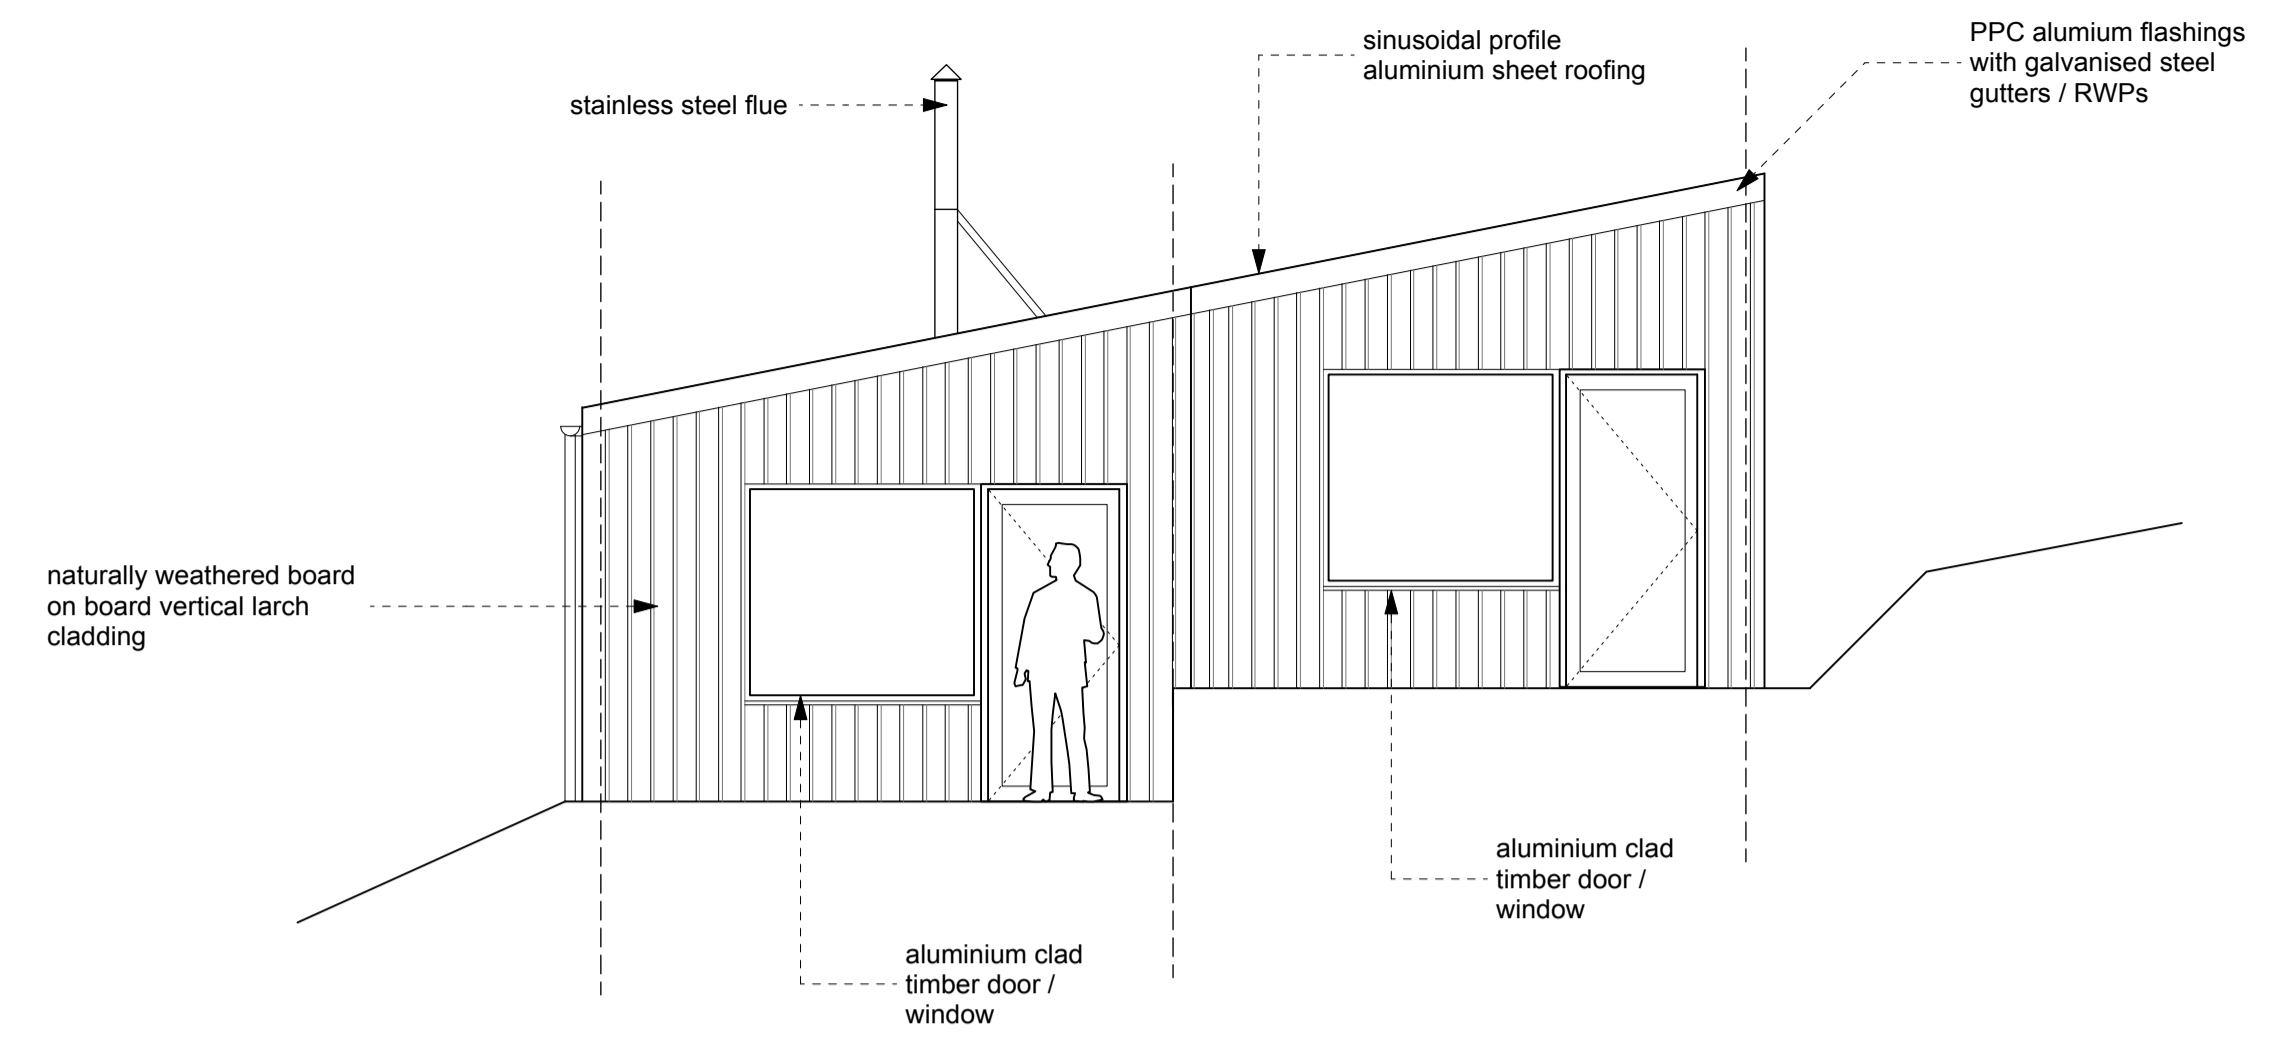 sinusoidal profile
aluminium sheet roofing
PPC alumium flashings
with galvanised steel
gutters / RWPs
stainless steel flue
naturally weathered board
on board vertical larch
cladding
aluminium clad
timber door /
window
aluminium clad
timber door /
window